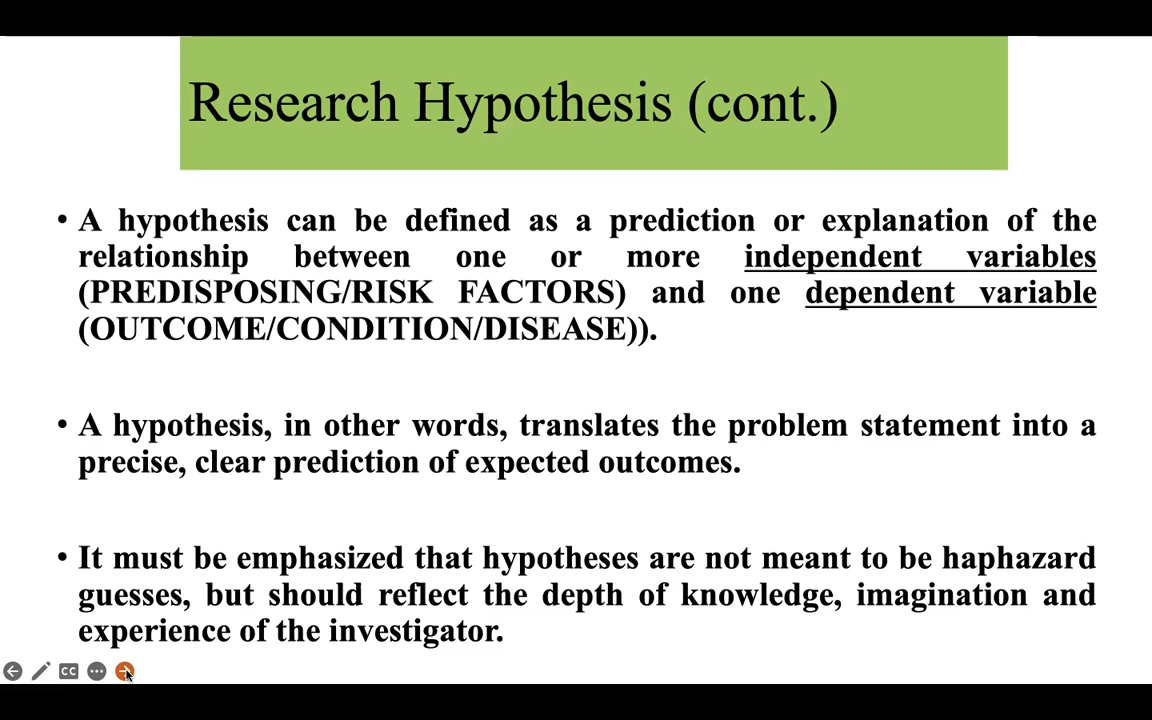 Research Hypothesis (cont.)
• A hypothesis can be defined as a prediction or explanation of the
relationship between one or more independent variables
(PREDISPOSING/RISK FACTORS) and one dependent variable
(OUTCOME/CONDITION/DISEASE)).
• A hypothesis, in other words, translates the problem statement into a
precise, clear prediction of expected outcomes.
• It must be emphasized that hypotheses are not meant to be haphazard
guesses, but should reflect the depth of knowledge, imagination and
experience of the investigator.
CC